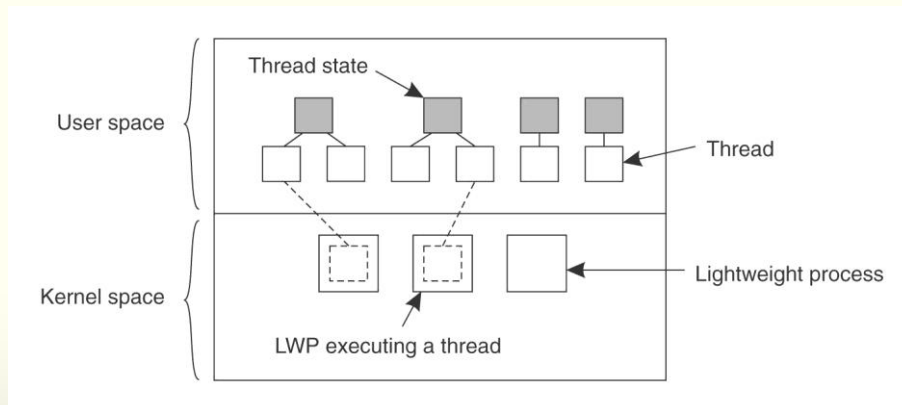 Thread state
User space
Thread
Lightweight process
Kernel space
LWP executing a thread